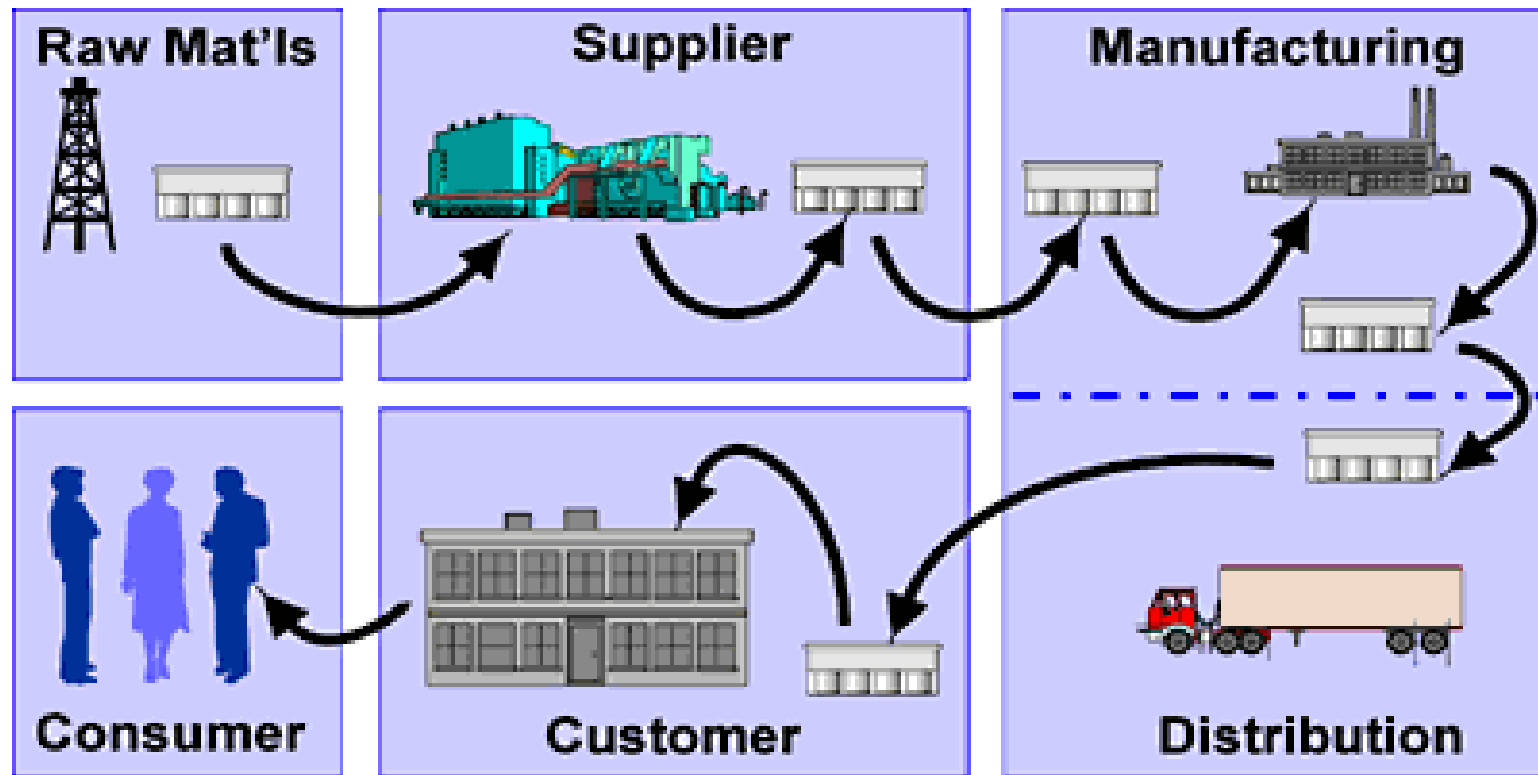 Raw Mat'ls
Supplier
Manufacturing
Consumer
Customer
Distribution